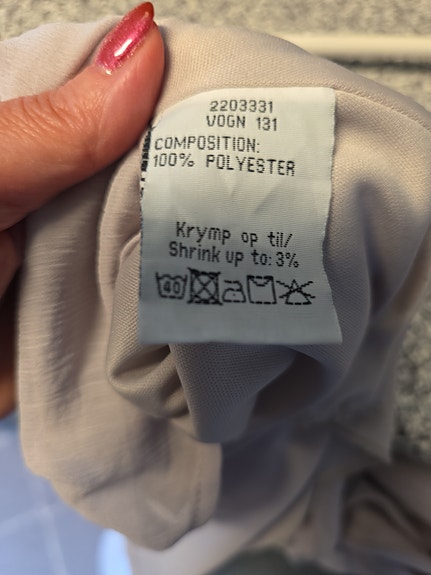 2203331
VOGN 131
COMPOSITION:
100% POLYESTER
Krymp op til/
Shrink up to: 3%
40